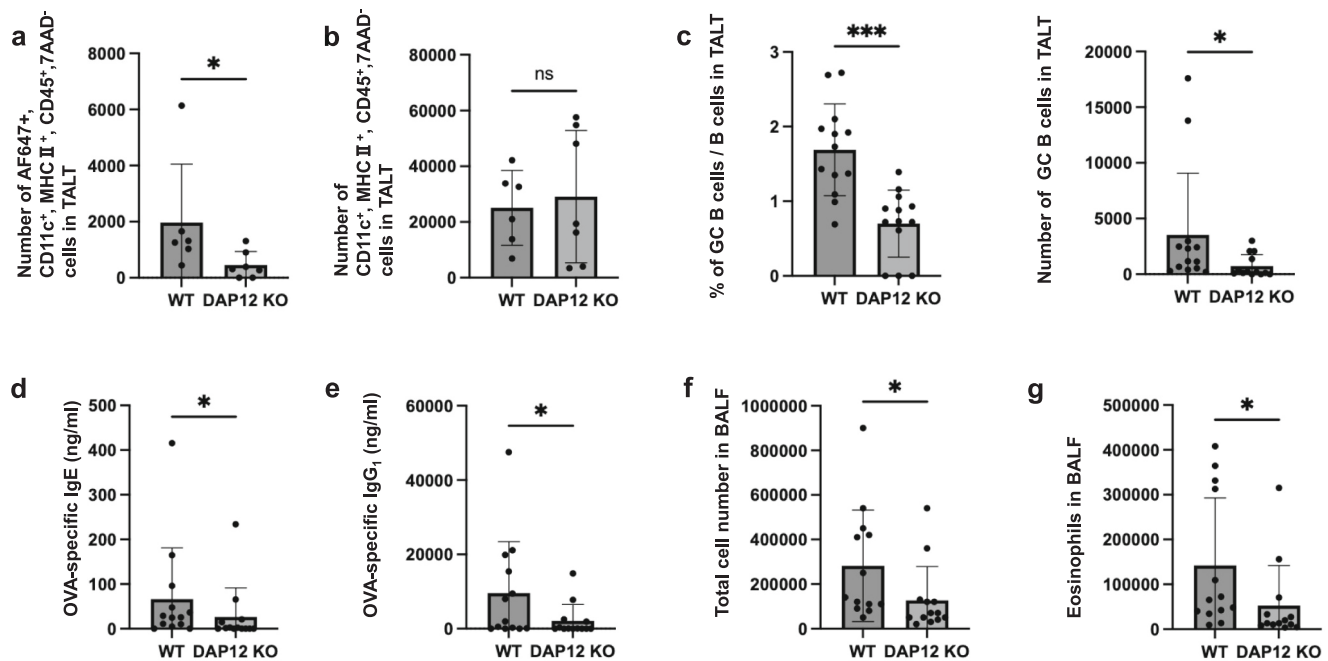 a
Number of AF647+,
CD11c⁺, MHC Ⅱ⁺, CD45⁺,7AAD⁻
cells in TALT
8000
6000
4000
2000
0
*
WT DAP12 KO
b
Number of
CD11c⁺, MHC Ⅱ⁺, CD45⁺,7AAD⁻
cells in TALT
80000
60000
40000
20000
0
ns
WT DAP12 KO
c
% of GC B cells / B cells in TALT
3
2
1
0
***
WT DAP12 KO
Number of GC B cells in TALT
20000
15000
10000
5000
0
*
WT DAP12 KO
d
OVA-specific IgE (ng/ml)
500
400
300
200
100
0
*
WT DAP12 KO
e
OVA-specific IgG₁ (ng/ml)
60000
40000
20000
0
*
WT DAP12 KO
f
Total cell number in BALF
1000000
800000
600000
400000
200000
0
*
WT DAP12 KO
g
Eosinophils in BALF
500000
400000
300000
200000
100000
0
*
WT DAP12 KO